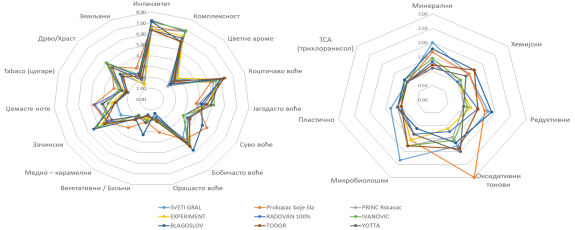 Интензитет
Комплексност
Цветне ароме
Коштичаво воће
Јагодасто воће
Суво воће
Бобичасто воће
Орашасто воће
Вегетативни / Биљни
Медно – карамелни
Зачински
Цемасте ноте
Tabaco (цигаре)
Дрво/Храст
Земљани
8.00
7.00
6.00
5.00
4.00
3.00
2.00
1.00
0.00
Минерални
Хемијски
Редуктивни
Оксидативни
тонови
Микробиолошки
Пластично
TCA
(трихлоранисол)
3.00
2.50
2.00
1.50
1.00
0.50
0.00
SVETI GRAL
Prokupac boje lila
PRINC Rskavac
EXPERIMENT
RADOVAN 100%
IVANOVIC
BLAGOSLOV
TODOR
YOTTA